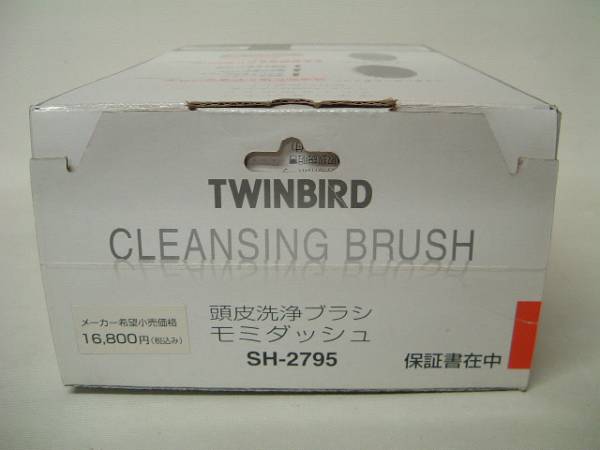 TWINBIRD
CLEANSING BRUSH
頭皮洗浄ブラシ
モミダッシュ
SH-2795
メーカー希望小売価格
16,800円(税込み)
保証書在中